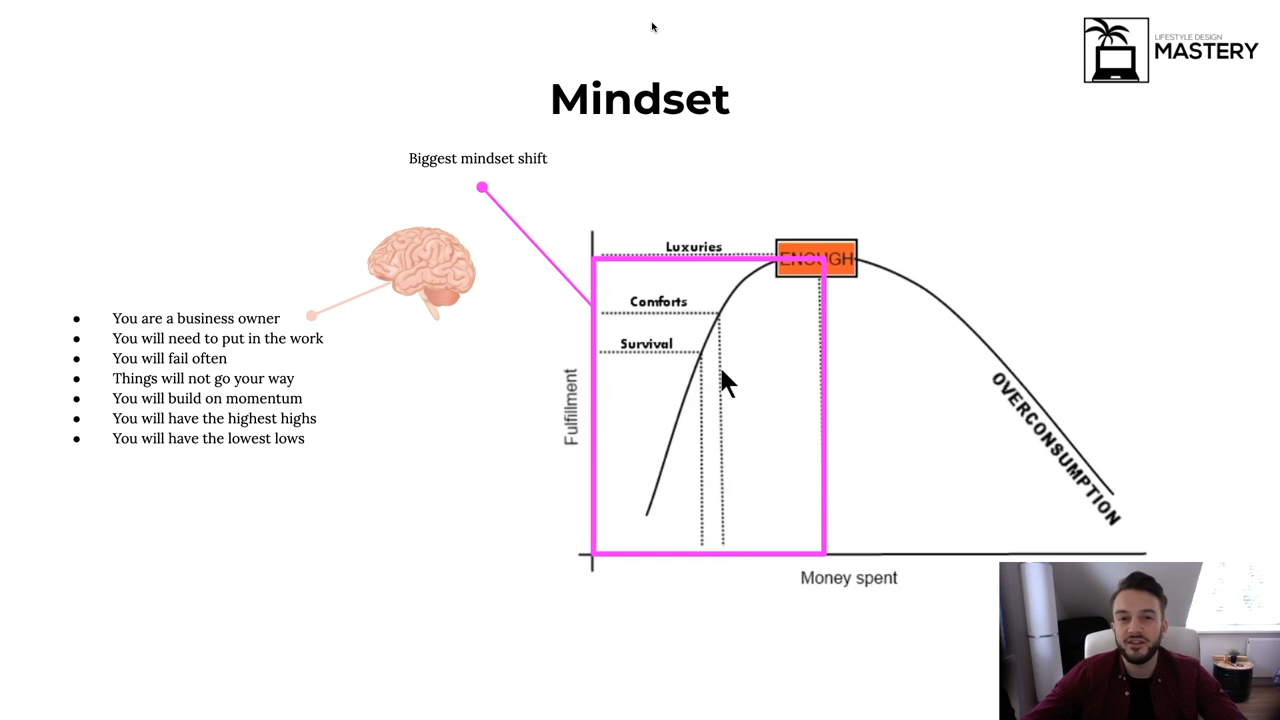 LIFESTYLE DESIGN
MASTERY
Mindset
Biggest mindset shift
● You are a business owner
● You will need to put in the work
● You will fail often
● Things will not go your way
● You will build on momentum
● You will have the highest highs
● You will have the lowest lows
Luxuries
ENOUGH
Comforts
Survival
Fulfillment
OVERCONSUMPTION
Money spent